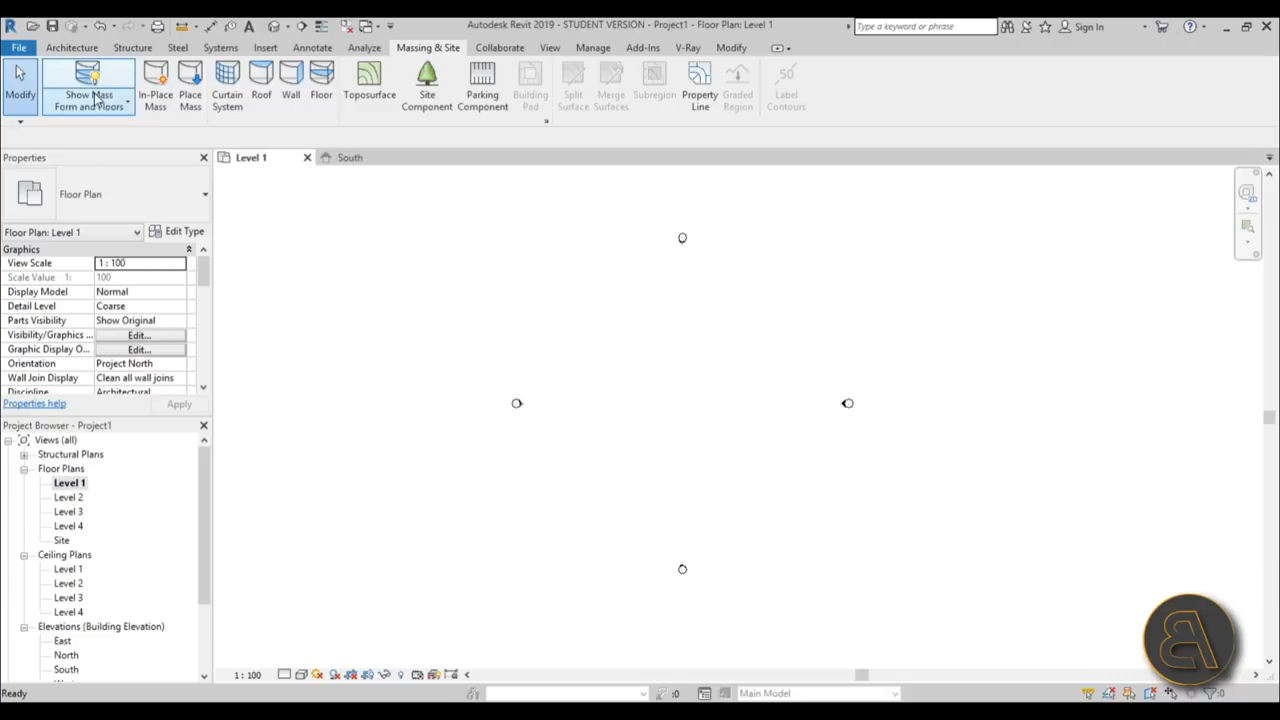 Autodesk Revit 2019 - STUDENT VERSION - Project1 - Floor Plan: Level 1
Type a keyword or phrase
Sign In
File Architecture Structure Steel Systems Insert Annotate Analyze Massing & Site Collaborate View Manage Add-Ins V-Ray Modify
Modify
Show Mass
Form and Floors
In-Place
Mass
Place
Mass
Curtain
System
Roof
Wall
Floor
Toposurface
Site
Component
Parking
Component
Building
Pad
Split
Surface
Merge
Surfaces
Subregion
Property
Line
Graded
Region
50
Label
Contours
Properties
Level 1
South
Floor Plan
Floor Plan: Level 1
Edit Type
Graphics
View Scale 1 : 100
Scale Value 1: 100
Display Model Normal
Detail Level Coarse
Parts Visibility Show Original
Visibility/Graphics ... Edit...
Graphic Display O... Edit...
Orientation Project North
Wall Join Display Clean all wall joins
Discipline Architectural
Properties help
Apply
Project Browser - Project1
Views (all)
Structural Plans
Floor Plans
Level 1
Level 2
Level 3
Level 4
Site
Ceiling Plans
Level 1
Level 2
Level 3
Level 4
Elevations (Building Elevation)
East
North
South
1 : 100
Ready
:0
Main Model
:0